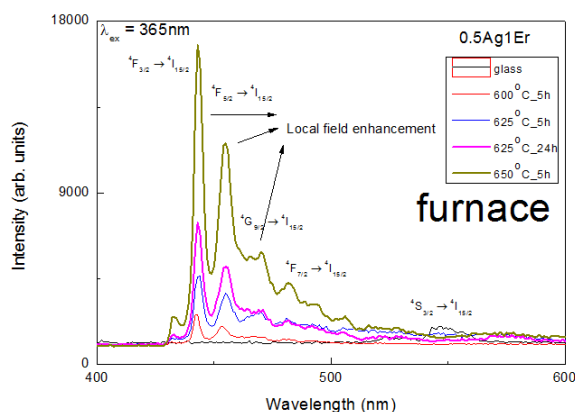 λex = 365nm
0.5Ag1Er
18000
9000
0
Intensity (arb. units)
4F3/2→4I15/2
4F5/2→4I15/2
Local field enhancement
4G9/2→4I15/2
4F7/2→4I15/2
4S3/2→4I15/2
glass
600°C_5h
625°C_5h
625°C_24h
650°C_5h
furnace
400
500
600
Wavelength (nm)